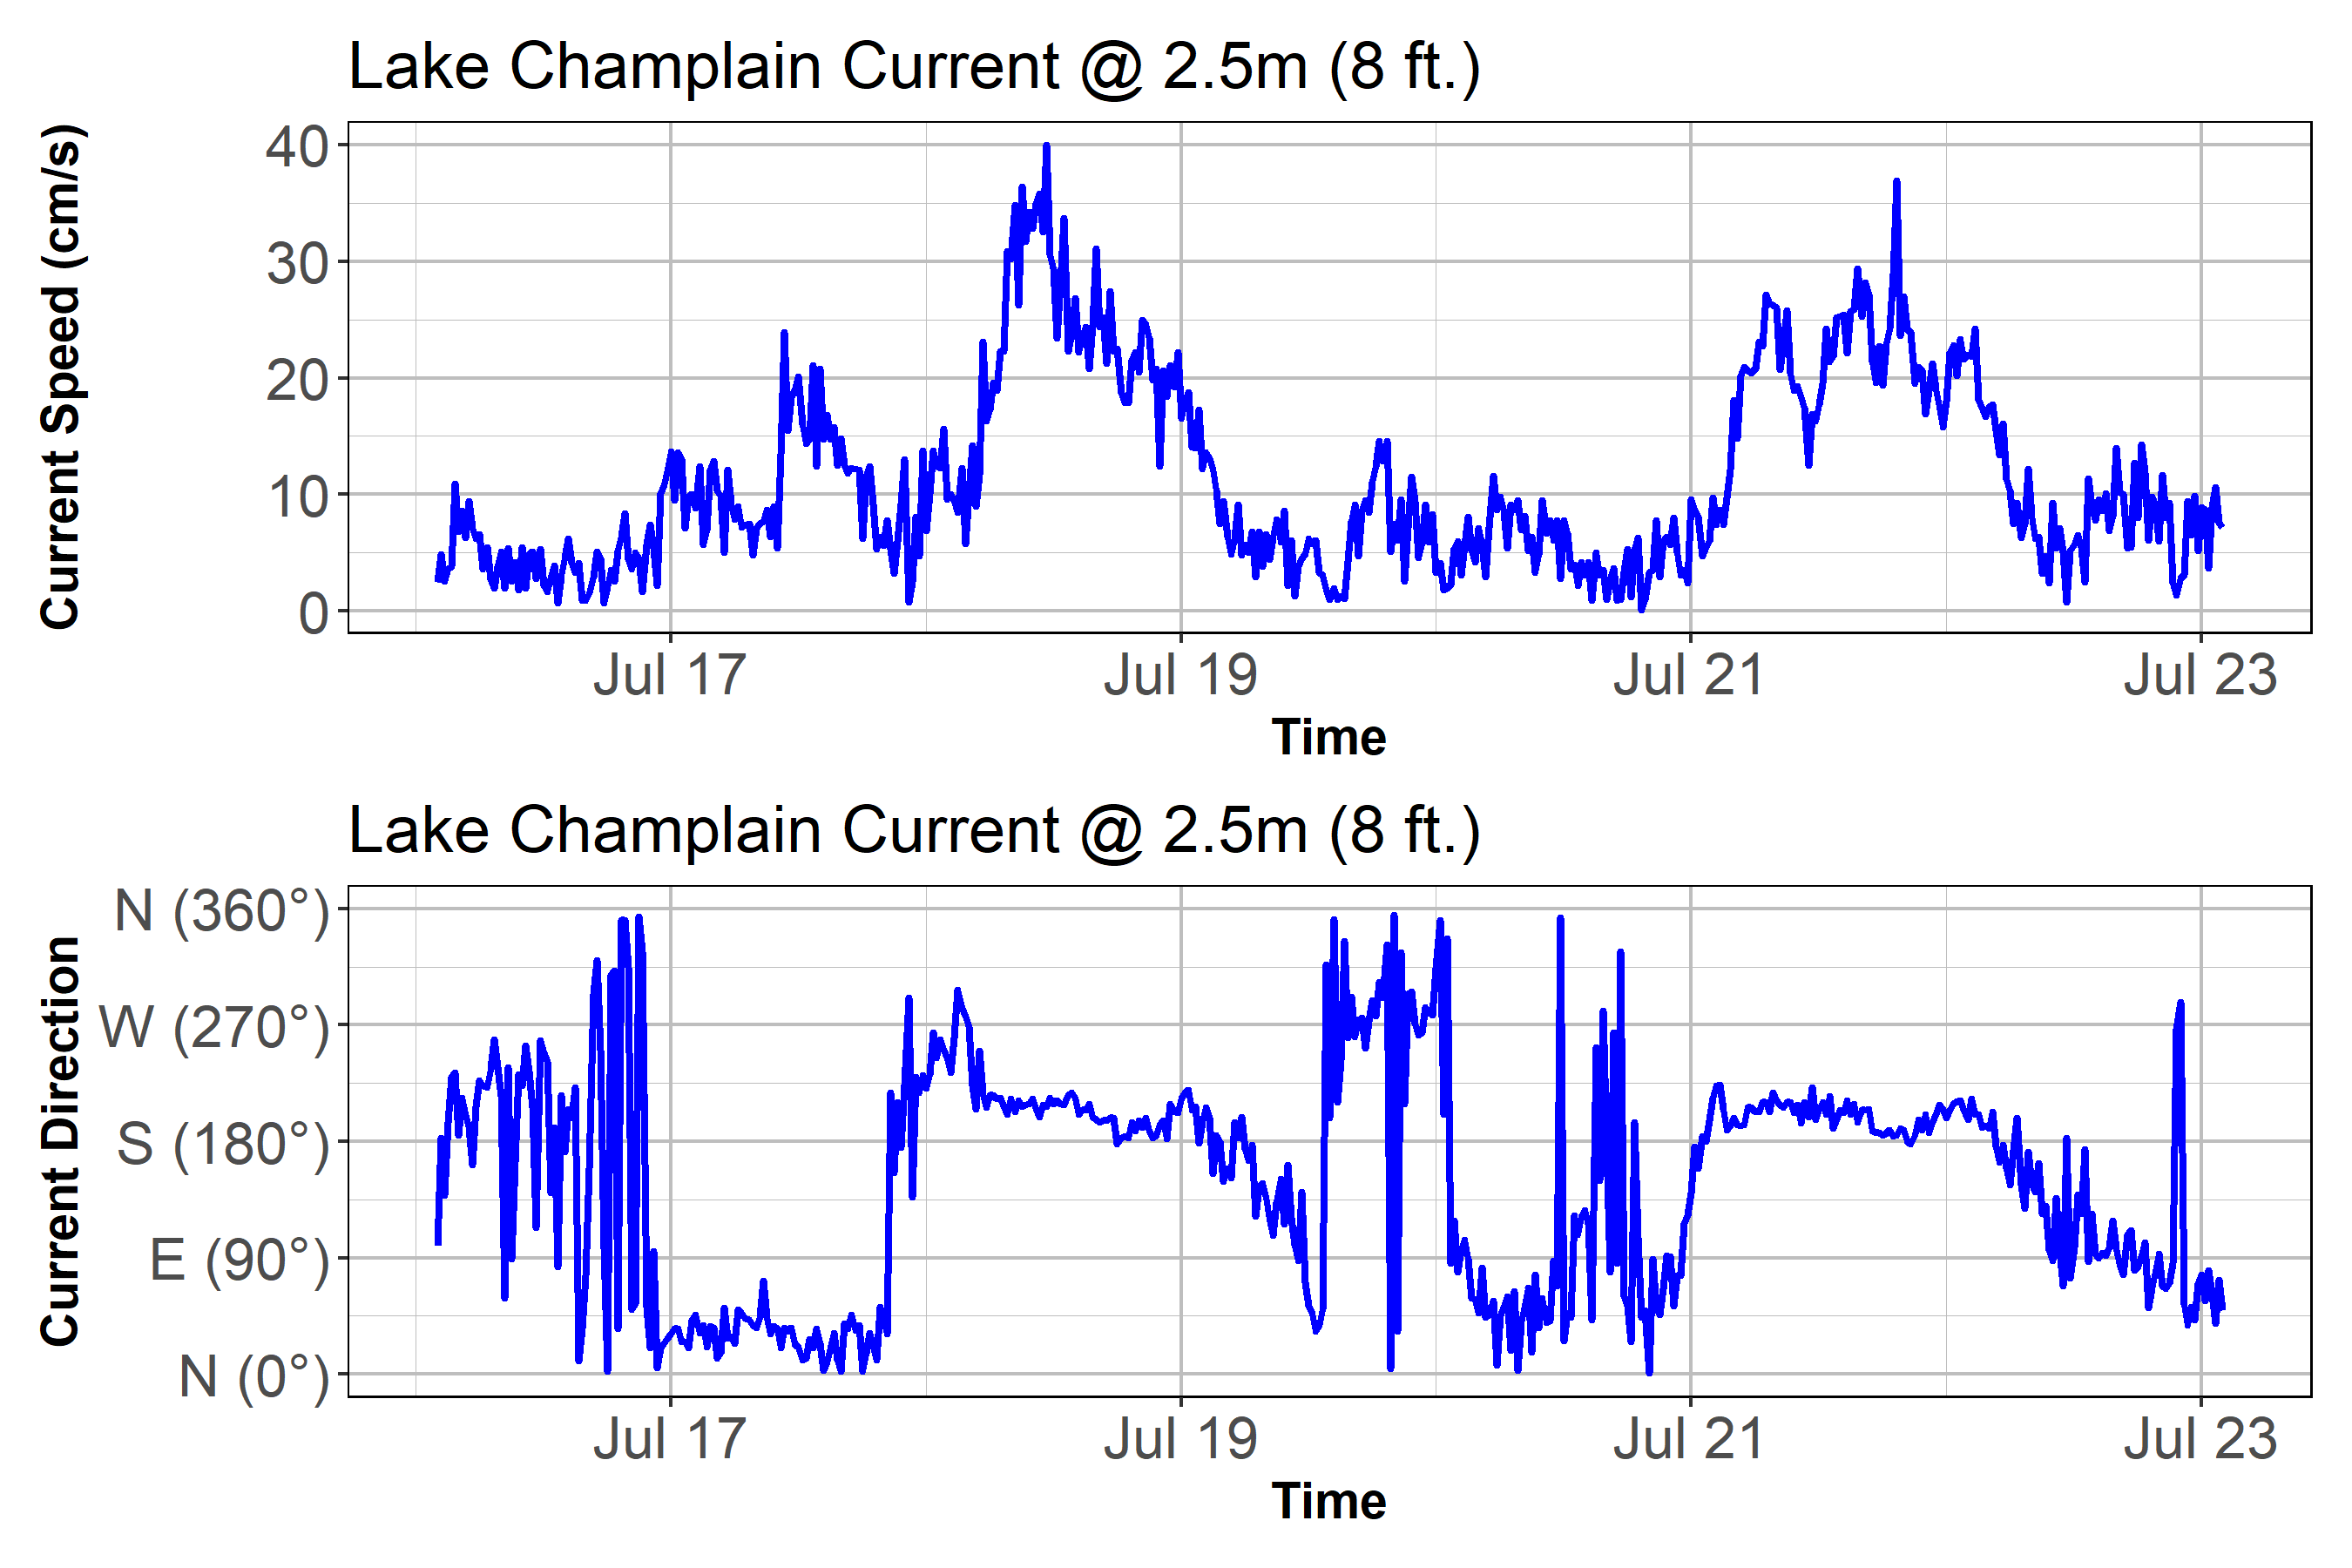 Lake Champlain Current @ 2.5m (8 ft.)
Current Speed (cm/s)
40
30
20
10
0
Jul 17 Jul 19 Jul 21 Jul 23
Time
Lake Champlain Current @ 2.5m (8 ft.)
Current Direction
N (360°)
W (270°)
S (180°)
E (90°)
N (0°)
Jul 17 Jul 19 Jul 21 Jul 23
Time